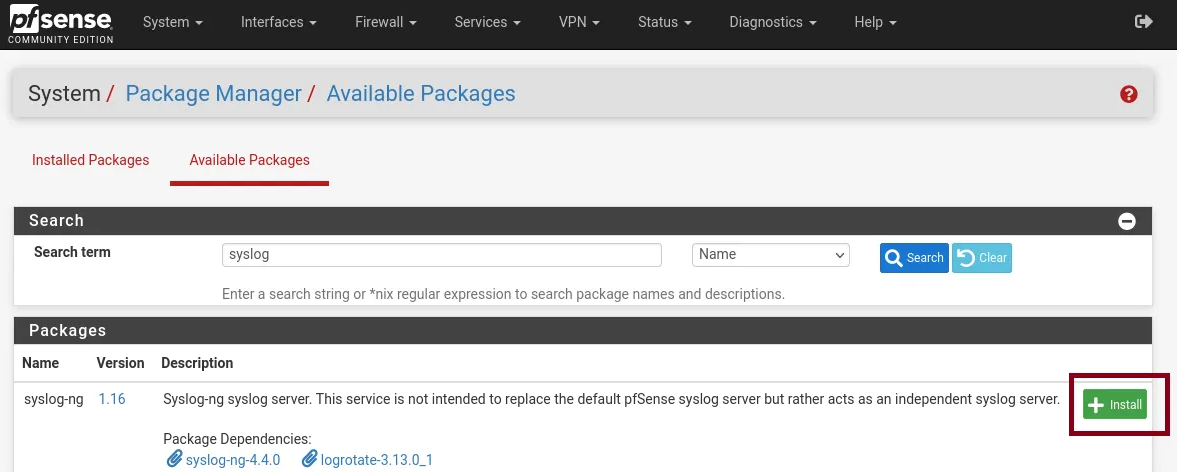 pfsense
COMMUNITY EDITION
System Interfaces Firewall Services VPN Status Diagnostics Help
System / Package Manager / Available Packages
Installed Packages Available Packages
Search
Search term syslog Name Search Clear
Enter a search string or *nix regular expression to search package names and descriptions.
Packages
Name Version Description
syslog-ng 1.16 Syslog-ng syslog server. This service is not intended to replace the default pfSense syslog server but rather acts as an independent syslog server. Install
Package Dependencies:
syslog-ng-4.4.0 logrotate-3.13.0_1